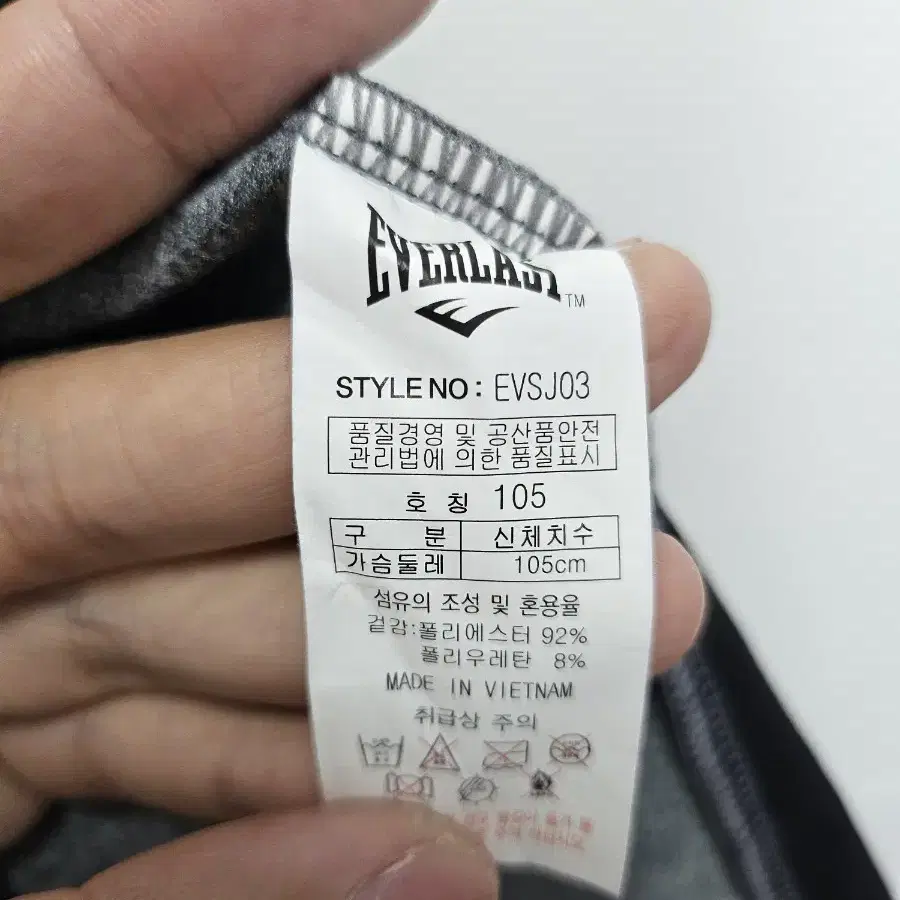 EVERLAST™
STYLE NO : EVSJ03
품질경영 및 공산품안전
관리법에 의한 품질표시
호 칭 105
구 분 신체치수
가슴둘레 105cm
섬유의 조성 및 혼용율
겉감:폴리에스터 92%
폴리우레탄 8%
MADE IN VIETNAM
취급상 주의